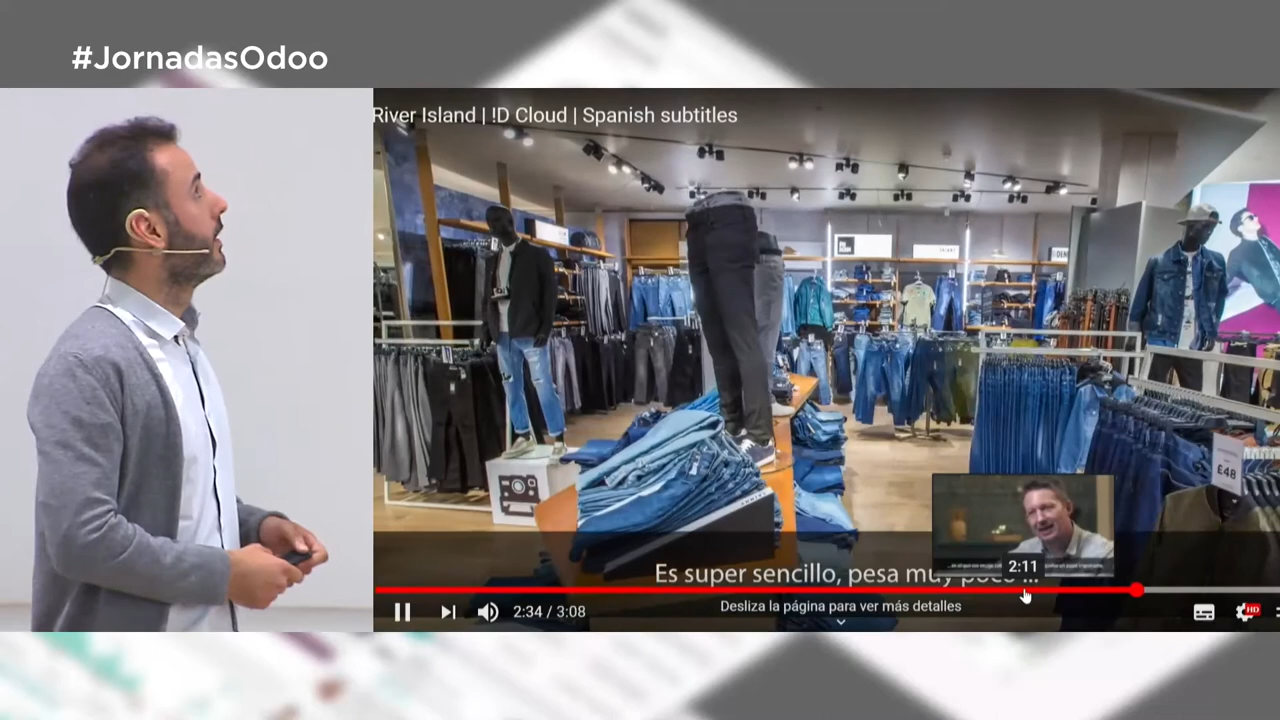 #JornadasOdoo
River Island | !D Cloud | Spanish subtitles
£48
2:11
Es super sencillo, pesa muy poco ...
2:34 / 3:08
Desliza la página para ver más detalles
HD